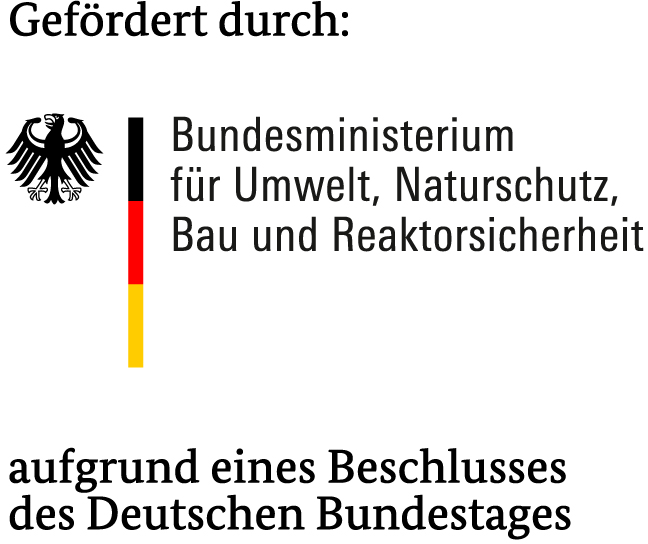 Gefördert durch:
Bundesministerium
für Umwelt, Naturschutz,
Bau und Reaktorsicherheit
aufgrund eines Beschlusses
des Deutschen Bundestages